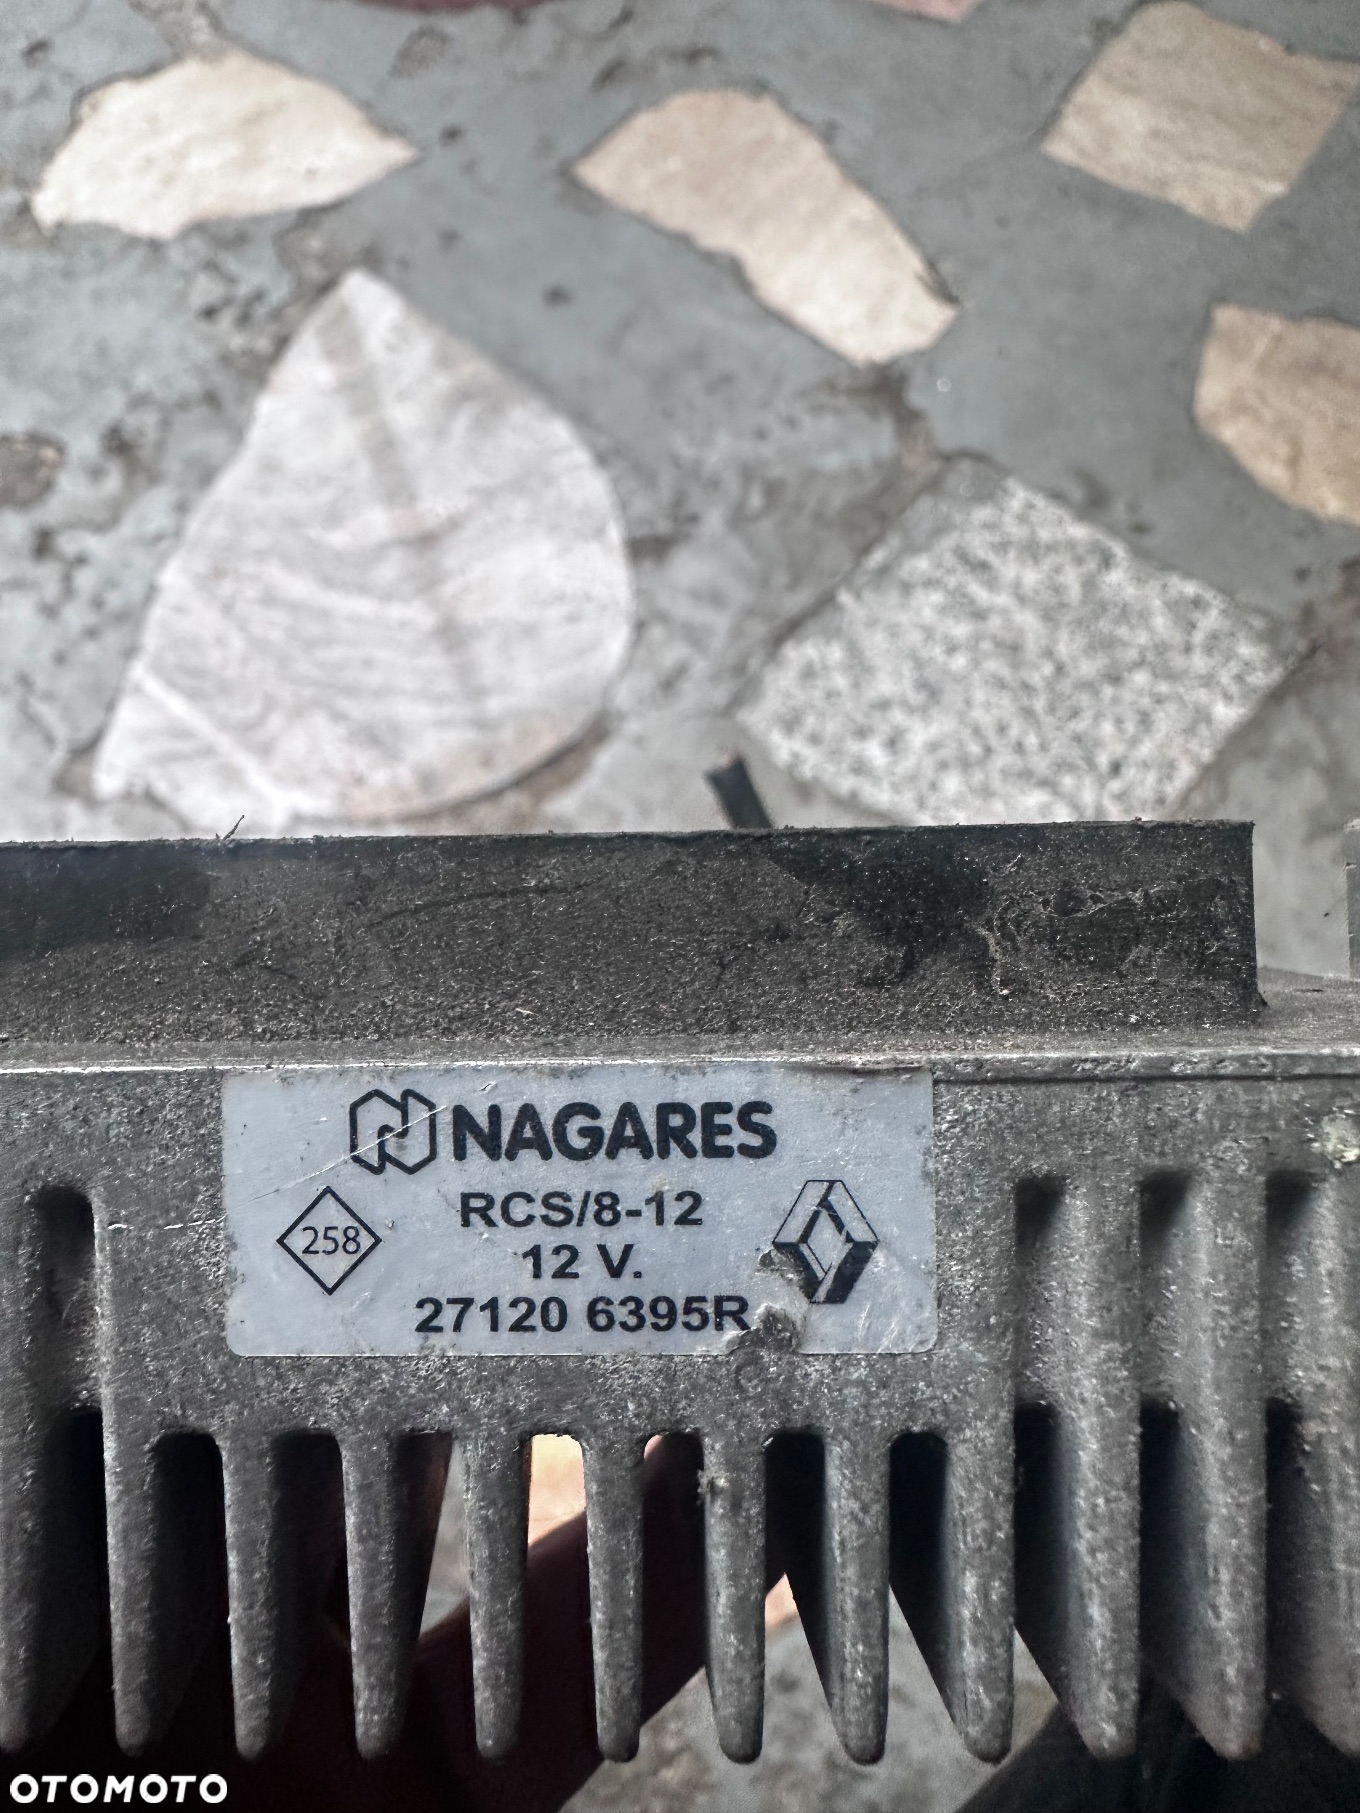 NAGARES
RCS/8-12
258
12 V.
27120 6395R
OTOMOTO